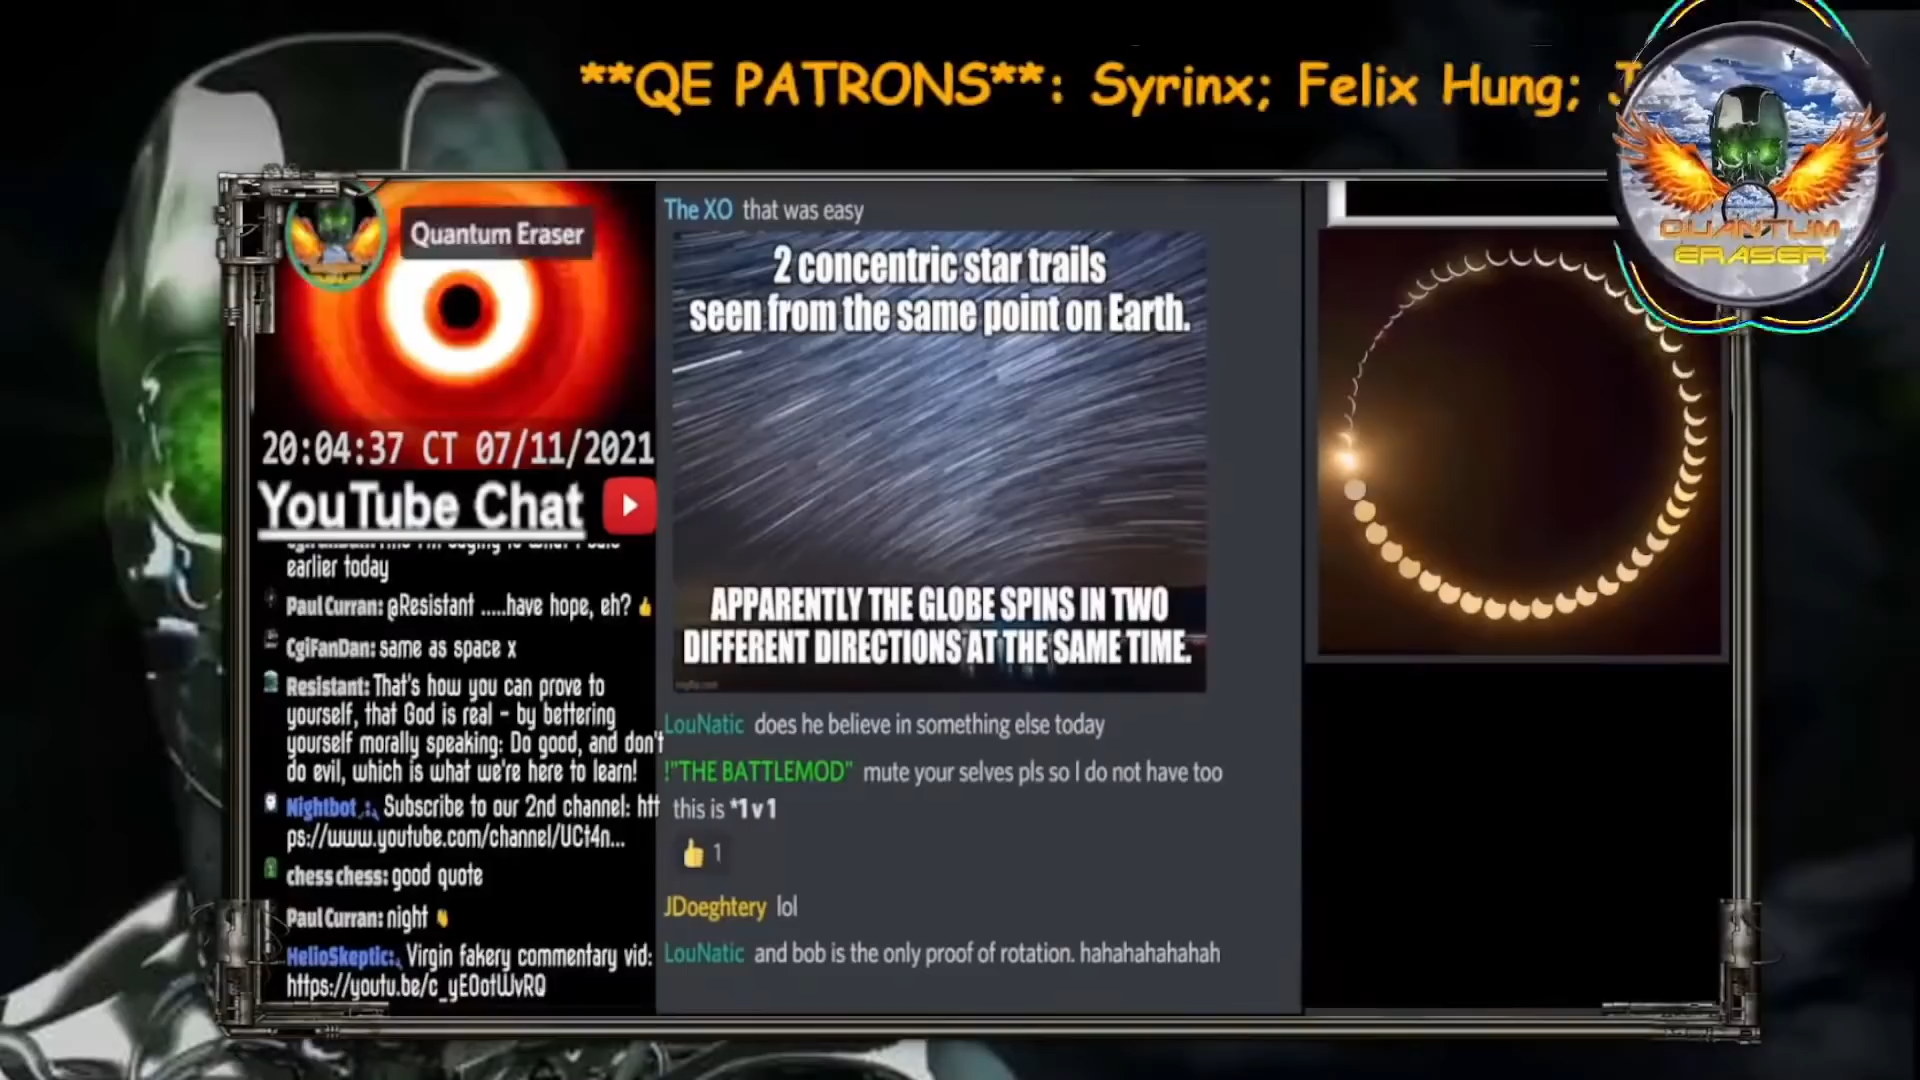 **QE PATRONS**: Syrinx; Felix Hung;
QUANTUM
ERASER
Quantum Eraser
20:04:37 CT 07/11/2021
YouTube Chat
earlier today
Paul Curran: @Resistant .....have hope, eh? 👍
CgiFanDan: same as space x
Resistant: That's how you can prove to
yourself, that God is real - by bettering
yourself morally speaking: Do good, and don't
do evil, which is what we're here to learn!
Nightbot: Subscribe to our 2nd channel: htt
ps://www.youtube.com/channel/UCt4n...
chess chess: good quote
Paul Curran: night 👋
HelioSkeptic: Virgin fakery commentary vid:
https://youtu.be/c_yEOotWvRQ
The XO that was easy
2 concentric star trails
seen from the same point on Earth.
APPARENTLY THE GLOBE SPINS IN TWO
DIFFERENT DIRECTIONS AT THE SAME TIME.
LouNatic does he believe in something else today
!"THE BATTLEMOD" mute your selves pls so I do not have too
this is *1 v 1
👍 1
JDoeghtery lol
LouNatic and bob is the only proof of rotation. hahahahahahah